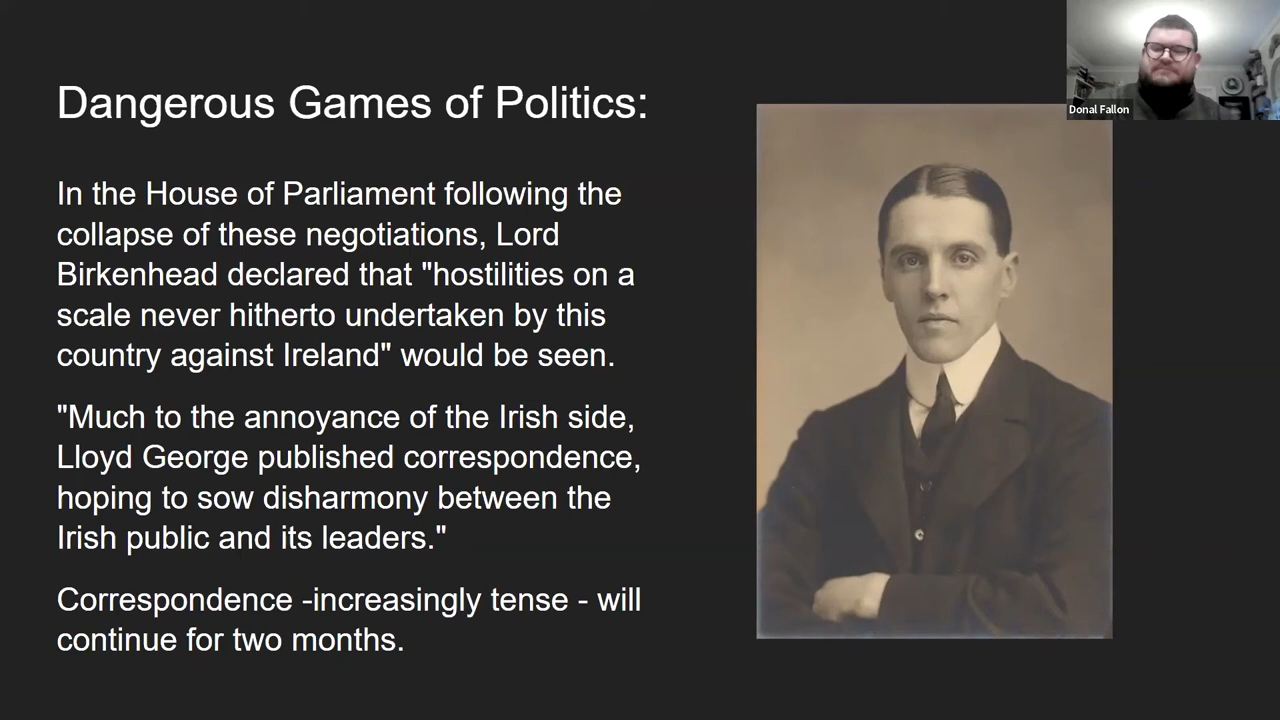 Dangerous Games of Politics:
In the House of Parliament following the
collapse of these negotiations, Lord
Birkenhead declared that "hostilities on a
scale never hitherto undertaken by this
country against Ireland" would be seen.
"Much to the annoyance of the Irish side,
Lloyd George published correspondence,
hoping to sow disharmony between the
Irish public and its leaders."
Correspondence -increasingly tense - will
continue for two months.
Donal Fallon